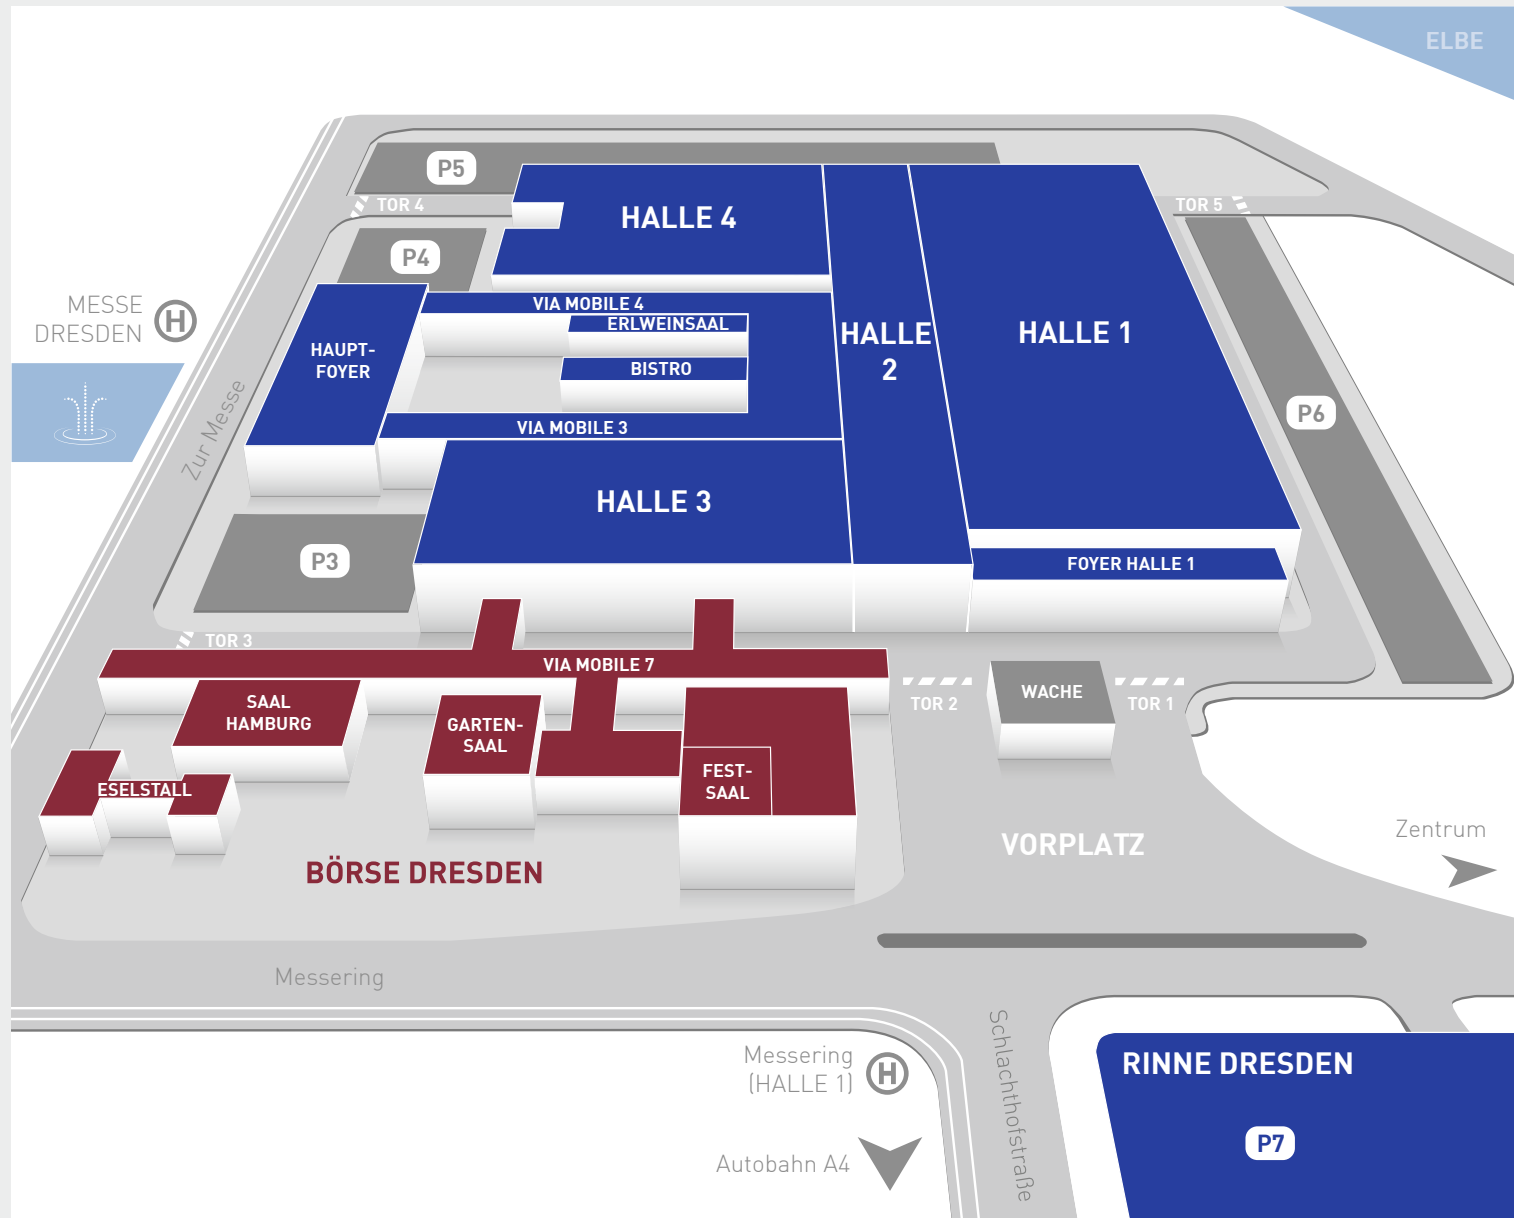 ELBE
P5
TOR 4
TOR 5
HALLE 4
P4
MESSE
DRESDEN
H
VIA MOBILE 4
ERLWEINSAAL
HALLE
2
HALLE 1
HAUPT-
FOYER
BISTRO
Zur Messe
P6
VIA MOBILE 3
HALLE 3
P3
FOYER HALLE 1
TOR 3
VIA MOBILE 7
SAAL
HAMBURG
GARTEN-
SAAL
TOR 2
WACHE
TOR 1
FEST-
SAAL
ESELSTALL
BÖRSE DRESDEN
VORPLATZ
Zentrum
Messering
Schlachthofstraße
Messering
(HALLE 1)
H
RINNE DRESDEN
P7
Autobahn A4